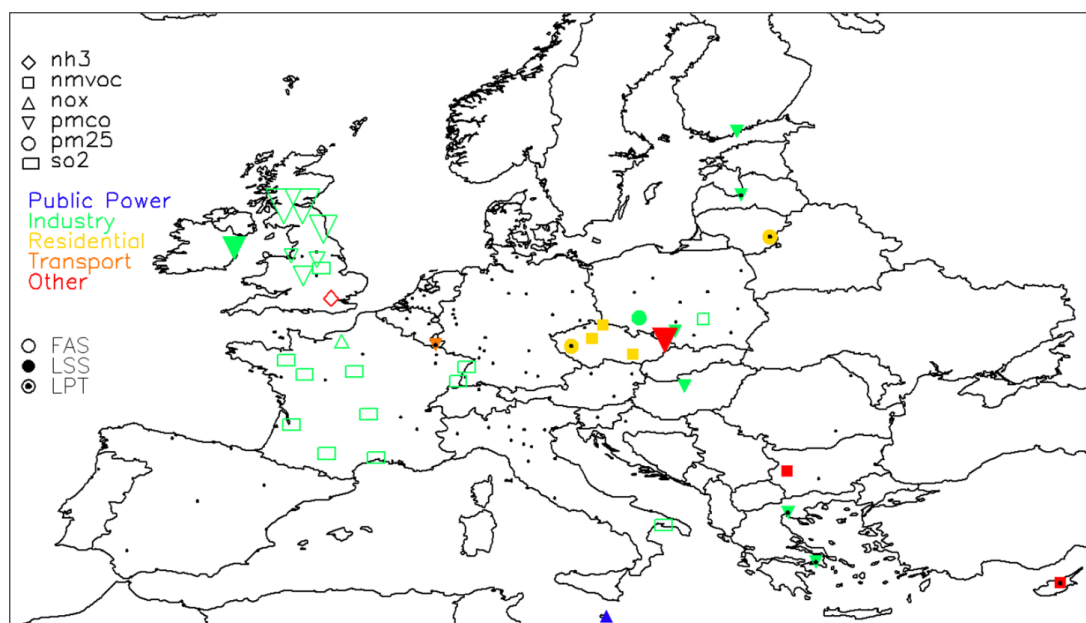 nh3
nmvoc
nox
pmco
pm25
so2
Public Power
Industry
Residential
Transport
Other
FAS
LSS
LPT